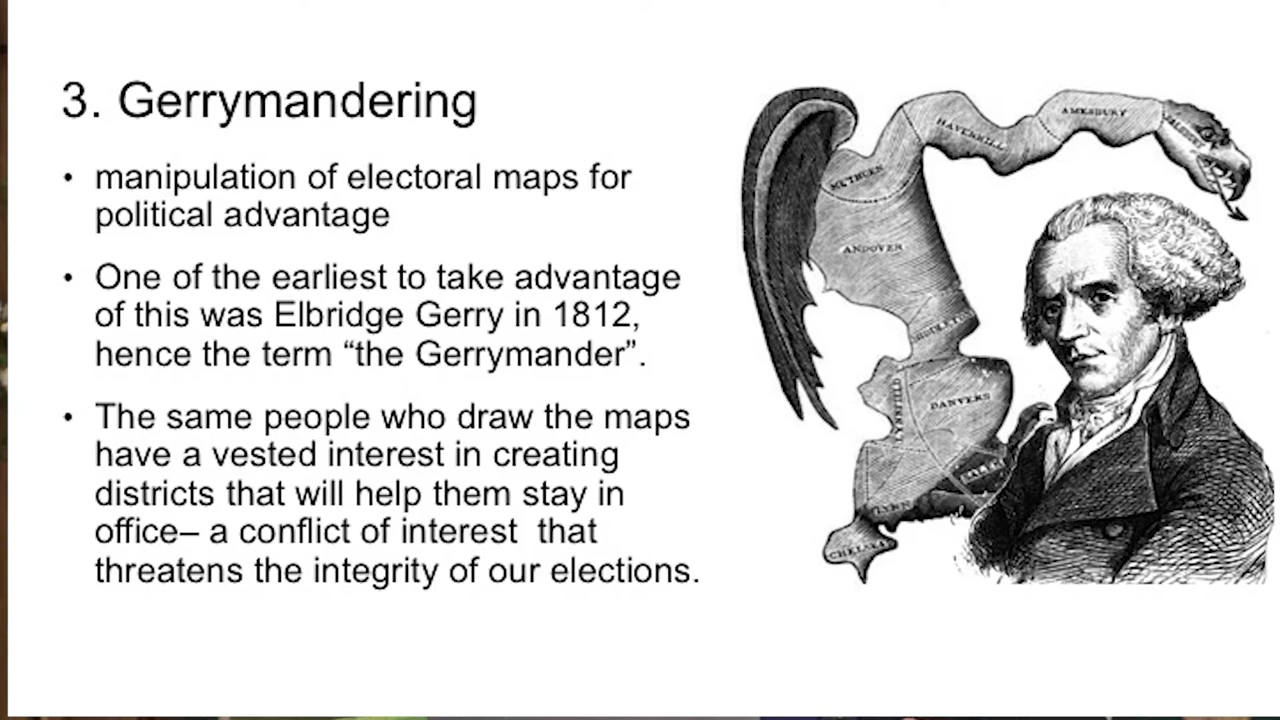 3. Gerrymandering
• manipulation of electoral maps for
political advantage
• One of the earliest to take advantage
of this was Elbridge Gerry in 1812,
hence the term “the Gerrymander”.
• The same people who draw the maps
have a vested interest in creating
districts that will help them stay in
office– a conflict of interest  that
threatens the integrity of our elections.
AMESBURY
HAVERHILL
METHUEN
ANDOVER
MIDDLETON
DANVERS
LYNNFIELD
LYNN
CHELSEA